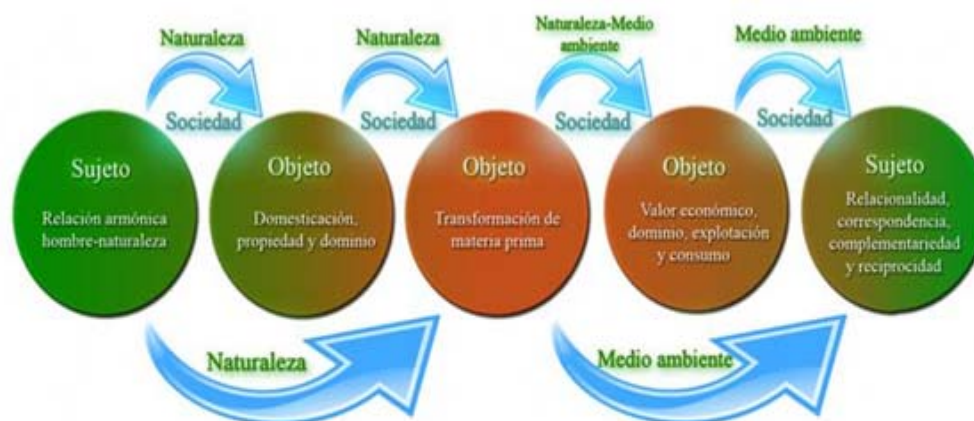 Naturaleza
Naturaleza
Naturaleza-Medio
ambiente
Medio ambiente
Sociedad
Sociedad
Sociedad
Sociedad
Sujeto
Relación armónica
hombre-naturaleza
Objeto
Domesticación,
propiedad y dominio
Objeto
Transformación de
materia prima
Objeto
Valor económico,
dominio, explotación
y consumo
Sujeto
Relacionalidad,
correspondencia,
complementariedad
y reciprocidad
Naturaleza
Medio ambiente